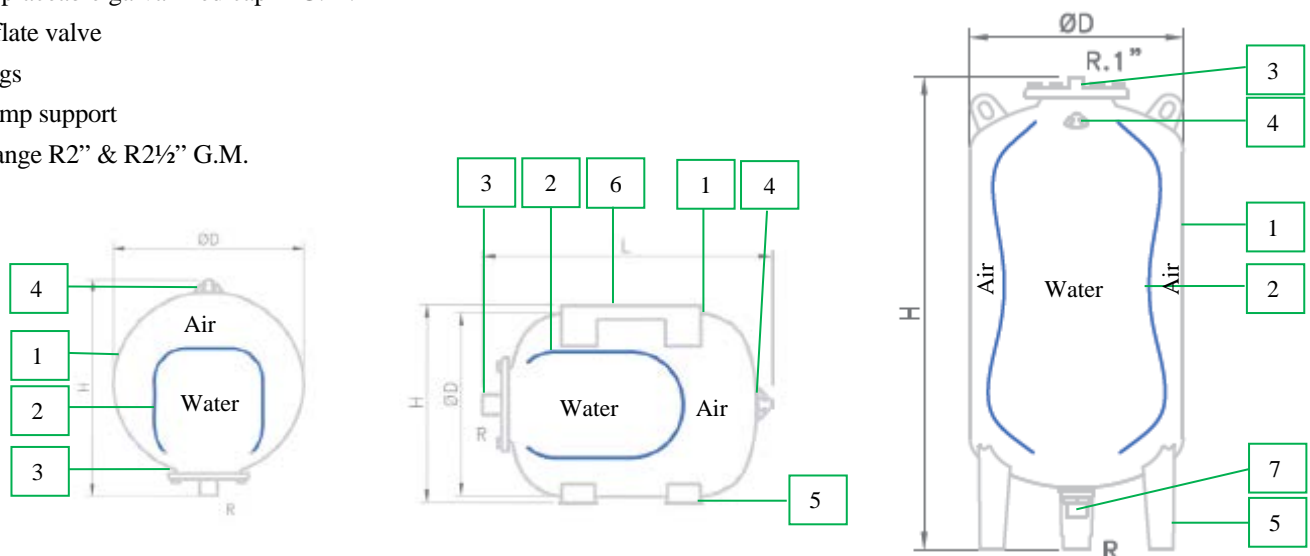 flate valve
gs
mp support
ange R2” & R2½” G.M.
ØD
H
4
1
2
3
Air
Water
R
3
2
6
1
4
L
H
ØD
R
Water
Air
5
ØD
R.1”
3
4
1
2
7
5
H
Air
Water
Air
R